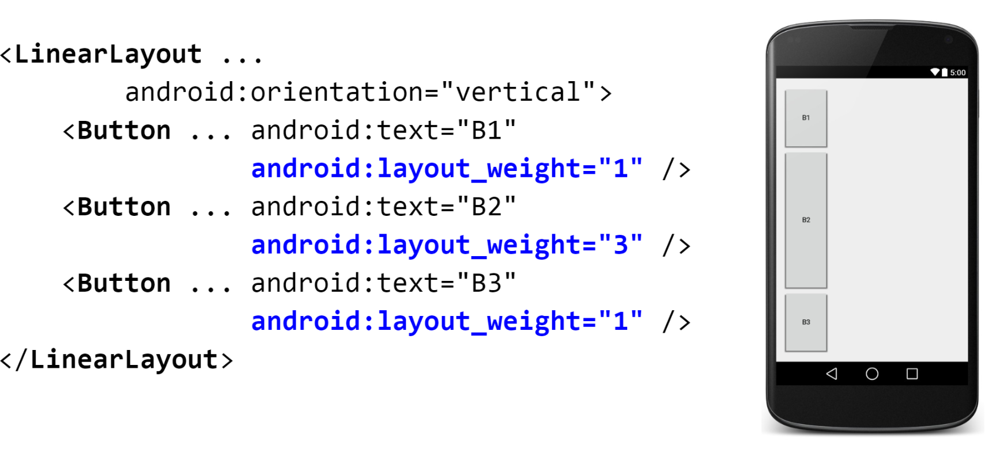 <LinearLayout ...
android:orientation="vertical">
<Button ... android:text="B1"
android:layout_weight="1" />
<Button ... android:text="B2"
android:layout_weight="3" />
<Button ... android:text="B3"
android:layout_weight="1" />
</LinearLayout>
5:00
B1
B2
B3